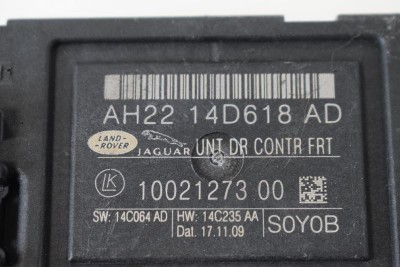 AH22 14D618 AD
LAND-ROVER JAGUAR UNT DR CONTR FRT
LK 10021273 00
SW: 14C064 AD HW: 14C235 AA
Dat. 17.11.09 S0Y0B